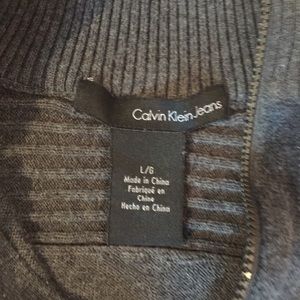 Calvin Klein Jeans
L/G
Made in China
Fabriqué en
Chine
Hecho en China